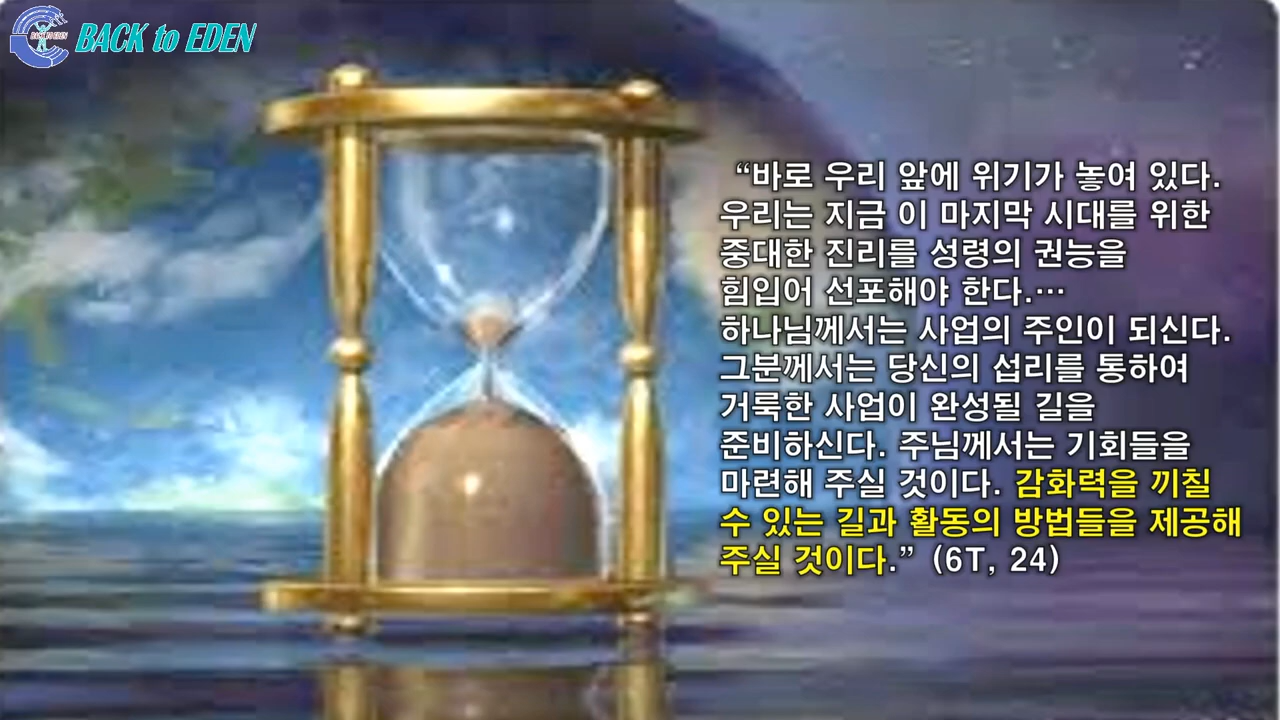 BACK to EDEN
BACK TO EDEN
“바로 우리 앞에 위기가 놓여 있다.
우리는 지금 이 마지막 시대를 위한
중대한 진리를 성령의 권능을
힘입어 선포해야 한다.…
하나님께서는 사업의 주인이 되신다.
그분께서는 당신의 섭리를 통하여
거룩한 사업이 완성될 길을
준비하신다. 주님께서는 기회들을
마련해 주실 것이다. 감화력을 끼칠
수 있는 길과 활동의 방법들을 제공해
주실 것이다.” (6T, 24)